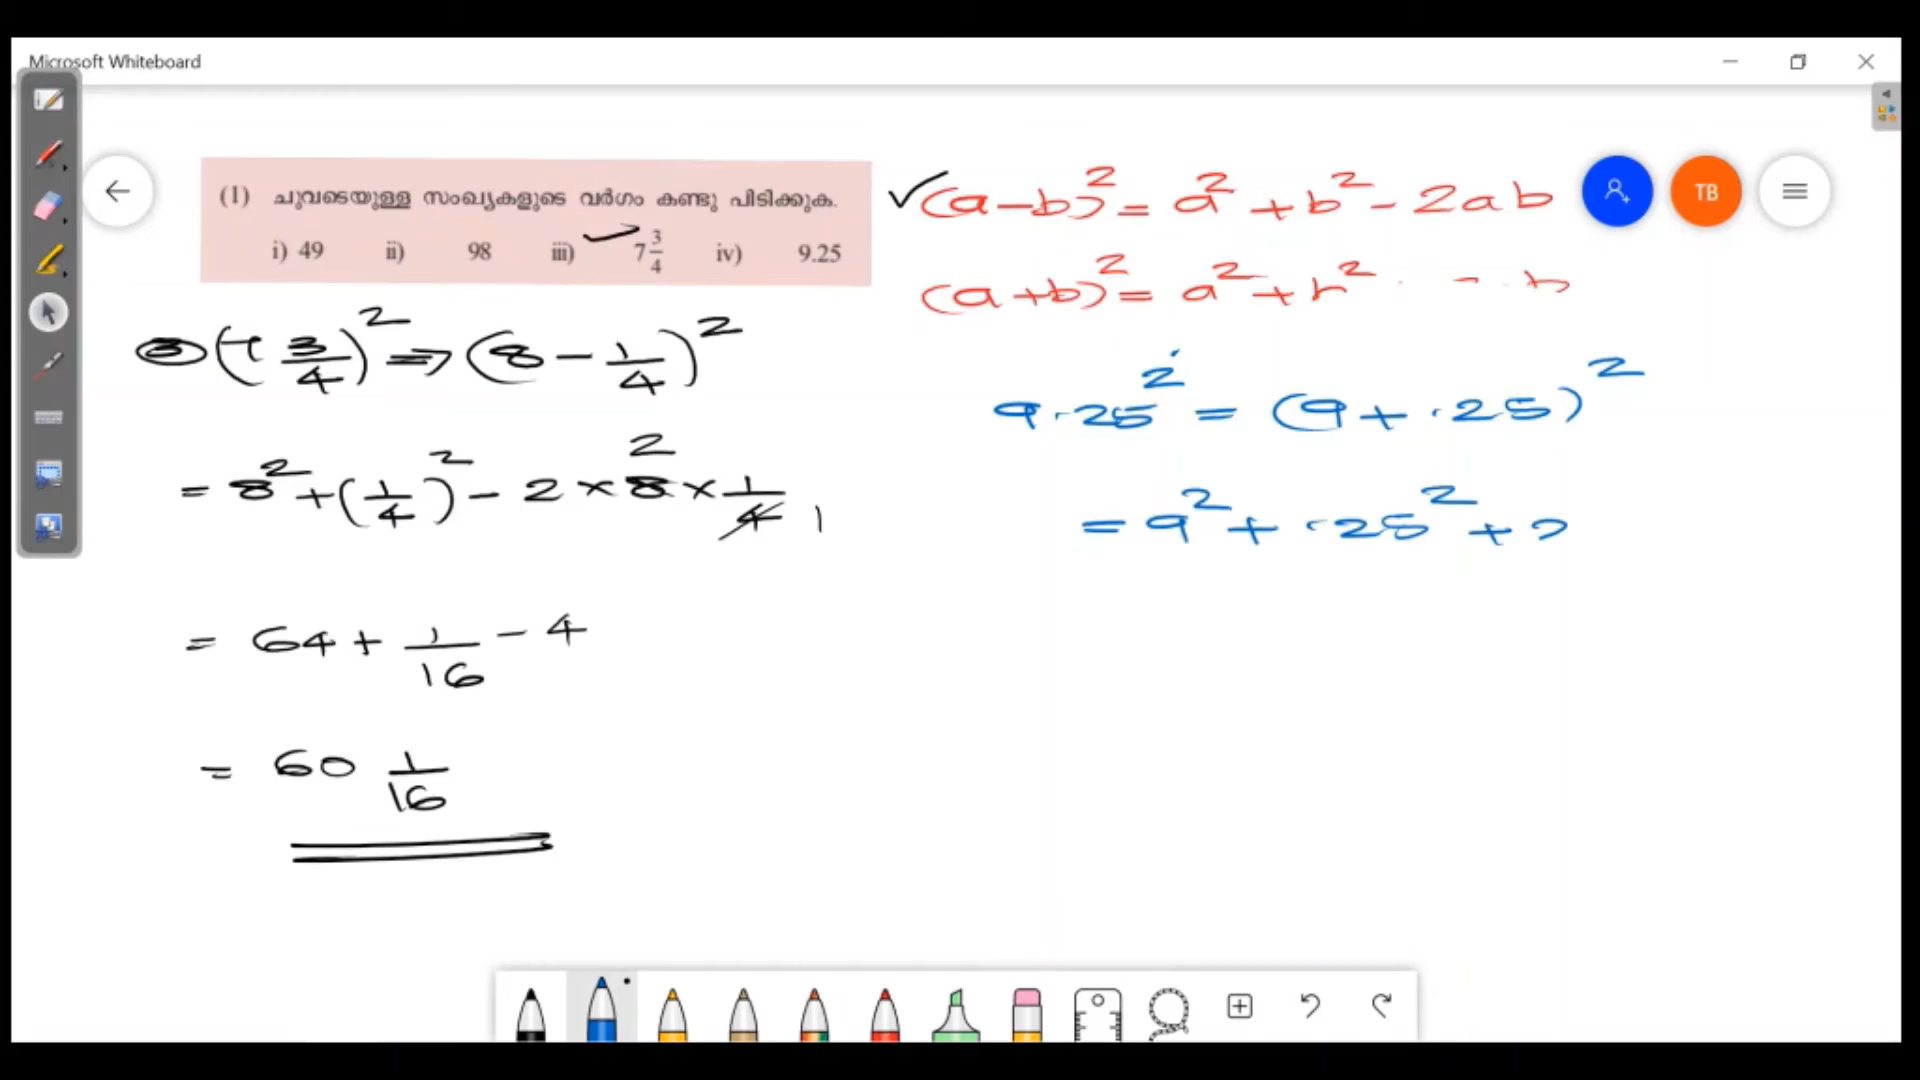 Microsoft Whiteboard
(1) ചുവടെയുള്ള സംഖ്യകളുടെ വർഗം കണ്ടു പിടിക്കുക.
i) 49 ii) 98 iii) 7 3/4 iv) 9.25
(a-b)² = a² + b² - 2ab
(a+b)² = a² +
TB
3/4)² ⇒ (8 - 1/4)²
= 8² + (1/4)² - 2 × 8 × 1/4
2
1
= 64 + 1/16 - 4
= 60 1/16
9.25² = (9 + .25)²
= 9² + .25² +